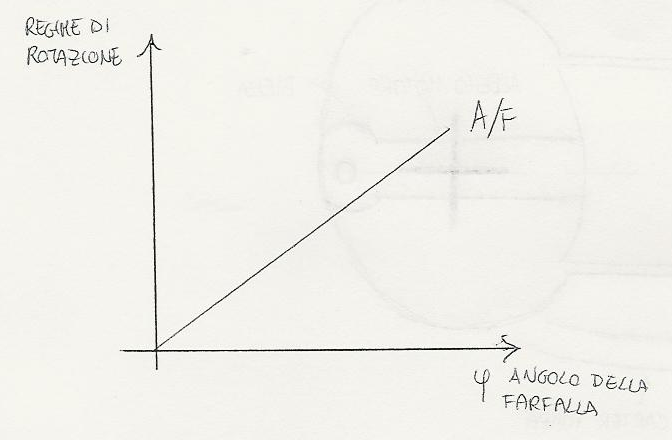 REGIME DI
ROTAZIONE
A/F
φ ANGOLO DELLA
FARFALLA